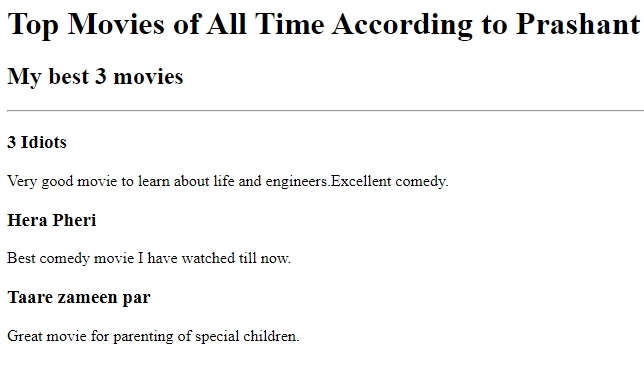 Top Movies of All Time According to Prashant
My best 3 movies
3 Idiots
Very good movie to learn about life and engineers.Excellent comedy.
Hera Pheri
Best comedy movie I have watched till now.
Taare zameen par
Great movie for parenting of special children.